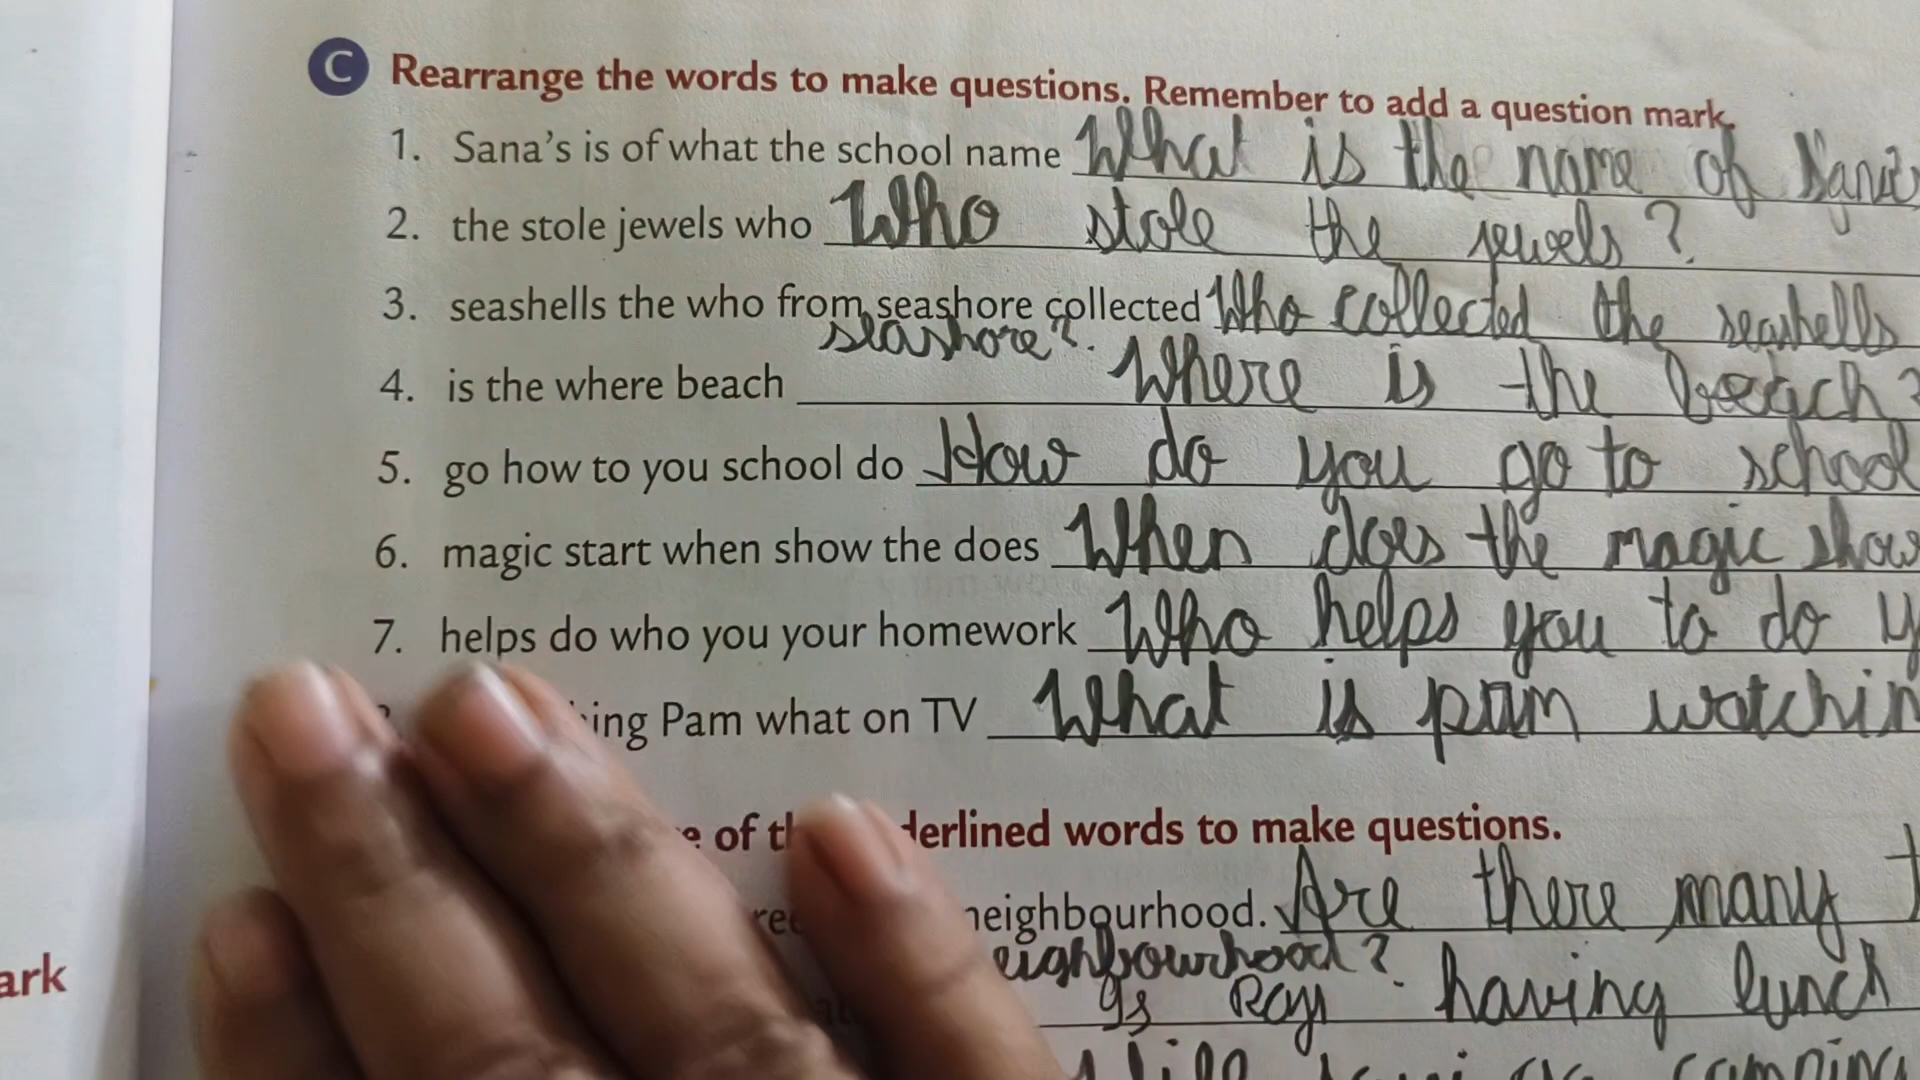 C Rearrange the words to make questions. Remember to add a question mark.
1. Sana's is of what the school name What is the name of
2. the stole jewels who Who stole the jewels?
3. seashells the who from seashore collected Who collected the seashells
seashore?
4. is the where beach Where is the beach?
5. go how to you school do How do you go to school
6. magic start when show the does When does the magic show
7. helps do who you your homework Who helps you to do y
ing Pam what on TV What is pam watchin
e of derlined words to make questions.
neighbourhood. Are there many t
eighbourhood?
Is Roy having lunch
ark